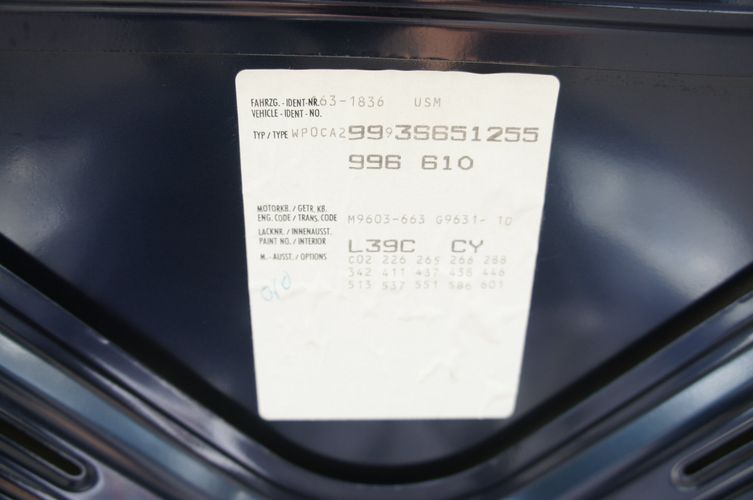 FAHRZG. - IDENT-NR. 163-1836 USM
VEHICLE - IDENT - NO.
TYP / TYPE WP0CA29993S651255
996 610
MOTORKB. / GETR. KB.
ENG. CODE / TRANS. CODE M9603-663 G9631- 10
LACKNR. / INNENAUSST.
PAINT NO. / INTERIOR L39C CY
M. - AUSST. / OPTIONS C02 226 265 266 288
342 411 437 438 446
513 537 551 586 601